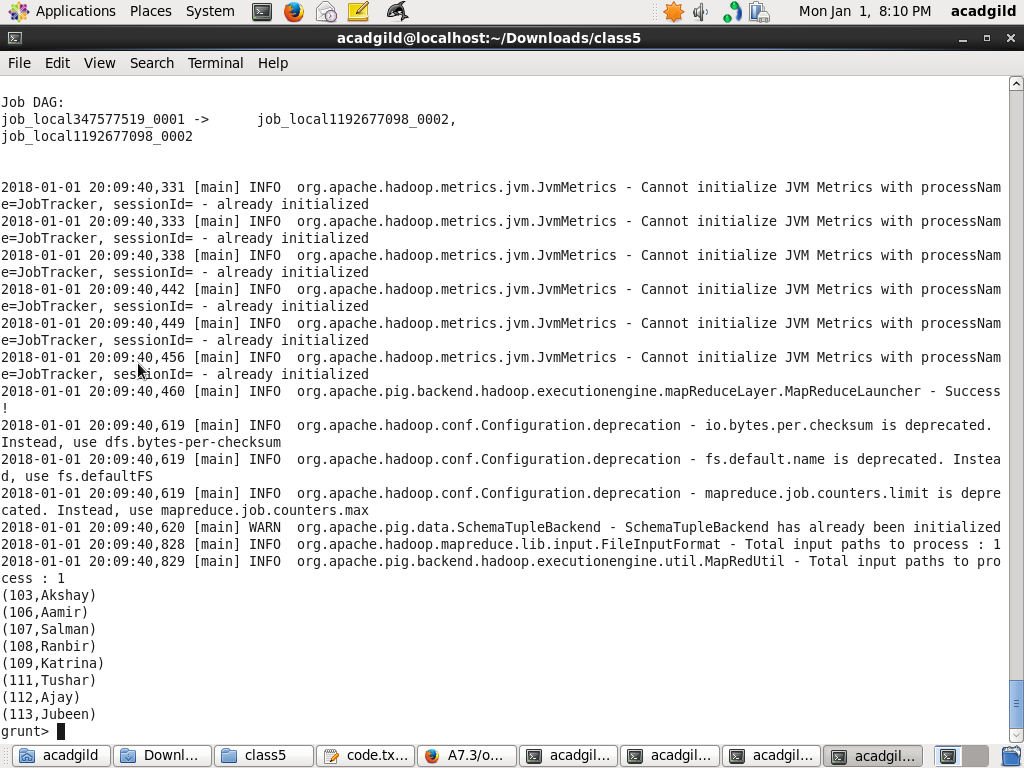 Applications Places System Mon Jan 1, 8:10 PM acadgild
acadgild@localhost:~/Downloads/class5
File Edit View Search Terminal Help
Job DAG:
job_local347577519_0001 -> job_local1192677098_0002,
job_local1192677098_0002
2018-01-01 20:09:40,331 [main] INFO org.apache.hadoop.metrics.jvm.JvmMetrics - Cannot initialize JVM Metrics with processNam
e=JobTracker, sessionId= - already initialized
2018-01-01 20:09:40,333 [main] INFO org.apache.hadoop.metrics.jvm.JvmMetrics - Cannot initialize JVM Metrics with processNam
e=JobTracker, sessionId= - already initialized
2018-01-01 20:09:40,338 [main] INFO org.apache.hadoop.metrics.jvm.JvmMetrics - Cannot initialize JVM Metrics with processNam
e=JobTracker, sessionId= - already initialized
2018-01-01 20:09:40,442 [main] INFO org.apache.hadoop.metrics.jvm.JvmMetrics - Cannot initialize JVM Metrics with processNam
e=JobTracker, sessionId= - already initialized
2018-01-01 20:09:40,449 [main] INFO org.apache.hadoop.metrics.jvm.JvmMetrics - Cannot initialize JVM Metrics with processNam
e=JobTracker, sessionId= - already initialized
2018-01-01 20:09:40,456 [main] INFO org.apache.hadoop.metrics.jvm.JvmMetrics - Cannot initialize JVM Metrics with processNam
e=JobTracker, sessionId= - already initialized
2018-01-01 20:09:40,460 [main] INFO org.apache.pig.backend.hadoop.executionengine.mapReduceLayer.MapReduceLauncher - Success
!
2018-01-01 20:09:40,619 [main] INFO org.apache.hadoop.conf.Configuration.deprecation - io.bytes.per.checksum is deprecated.
Instead, use dfs.bytes-per-checksum
2018-01-01 20:09:40,619 [main] INFO org.apache.hadoop.conf.Configuration.deprecation - fs.default.name is deprecated. Instea
d, use fs.defaultFS
2018-01-01 20:09:40,619 [main] INFO org.apache.hadoop.conf.Configuration.deprecation - mapreduce.job.counters.limit is depre
cated. Instead, use mapreduce.job.counters.max
2018-01-01 20:09:40,620 [main] WARN org.apache.pig.data.SchemaTupleBackend - SchemaTupleBackend has already been initialized
2018-01-01 20:09:40,828 [main] INFO org.apache.hadoop.mapreduce.lib.input.FileInputFormat - Total input paths to process : 1
2018-01-01 20:09:40,829 [main] INFO org.apache.pig.backend.hadoop.executionengine.util.MapRedUtil - Total input paths to pro
cess : 1
(103,Akshay)
(106,Aamir)
(107,Salman)
(108,Ranbir)
(109,Katrina)
(111,Tushar)
(112,Ajay)
(113,Jubeen)
grunt>
acadgild Downl... class5 code.tx... A7.3/o... acadgil... acadgil... acadgil... acadgil...